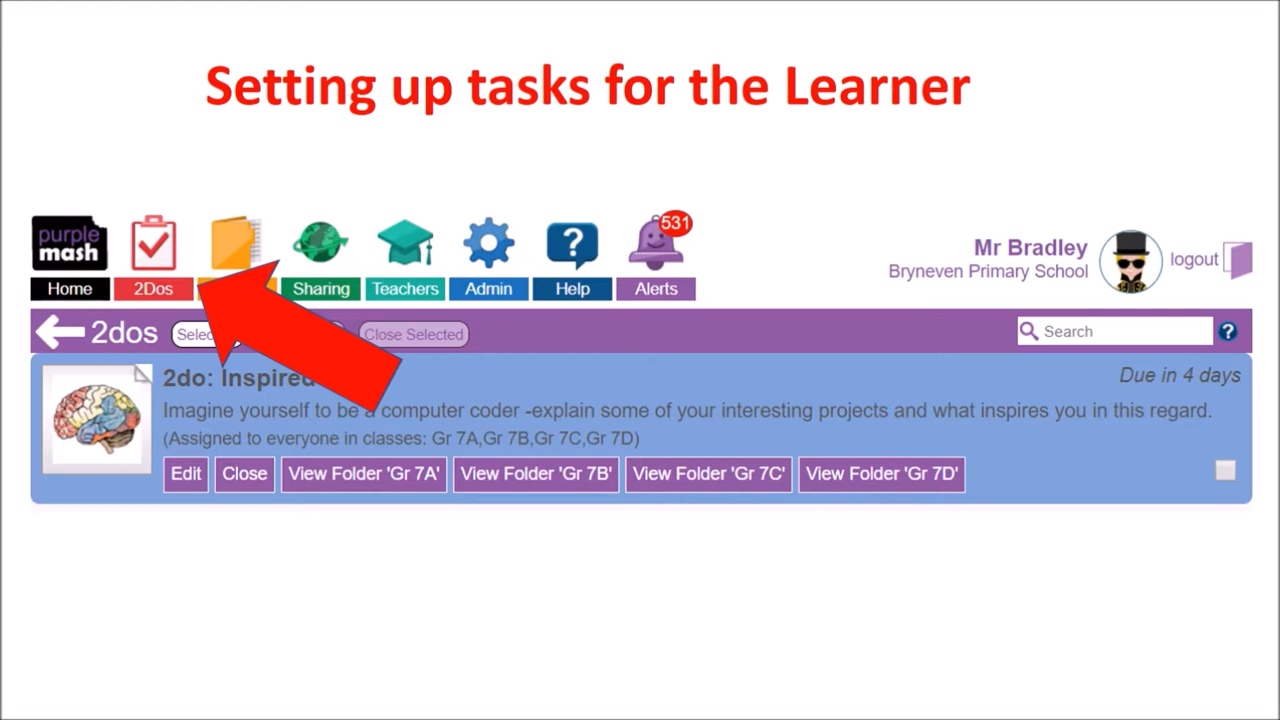 Setting up tasks for the Learner
purple
mash
531
Mr Bradley
Bryneven Primary School
logout
Home
2Dos
Sharing
Teachers
Admin
Help
Alerts
2dos
Close Selected
Search
?
2do: Inspired
Due in 4 days
Imagine yourself to be a computer coder -explain some of your interesting projects and what inspires you in this regard.
(Assigned to everyone in classes: Gr 7A,Gr 7B,Gr 7C,Gr 7D)
Edit
Close
View Folder 'Gr 7A'
View Folder 'Gr 7B'
View Folder 'Gr 7C'
View Folder 'Gr 7D'